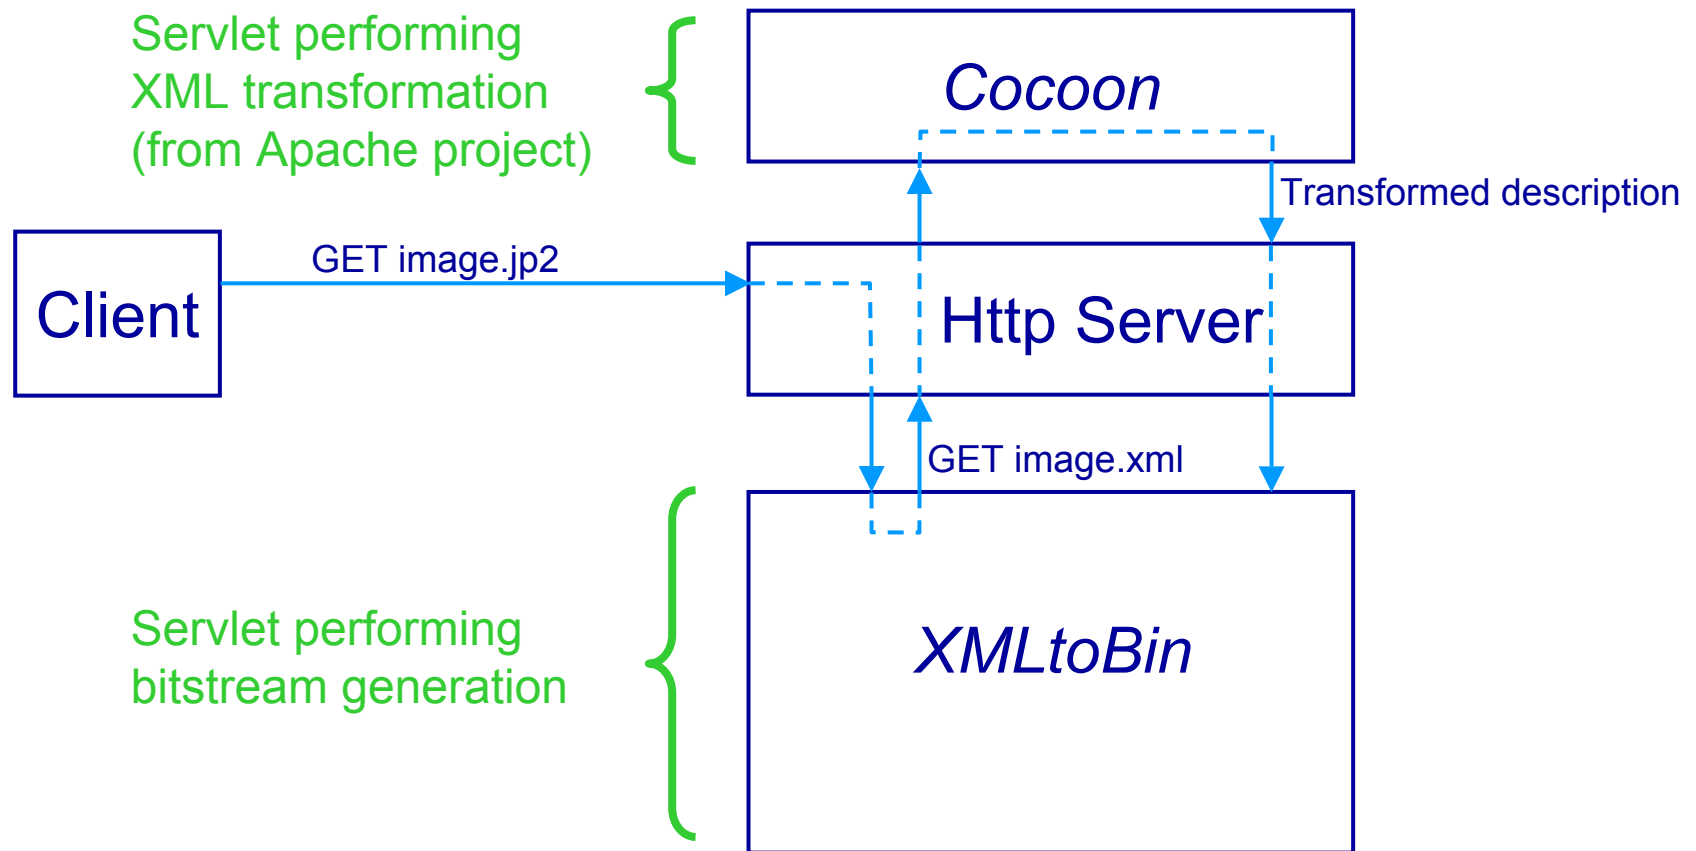 Servlet performing
XML transformation
(from Apache project)
Cocoon
Transformed description
Client
GET image.jp2
Http Server
GET image.xml
Servlet performing
bitstream generation
XMLtoBin